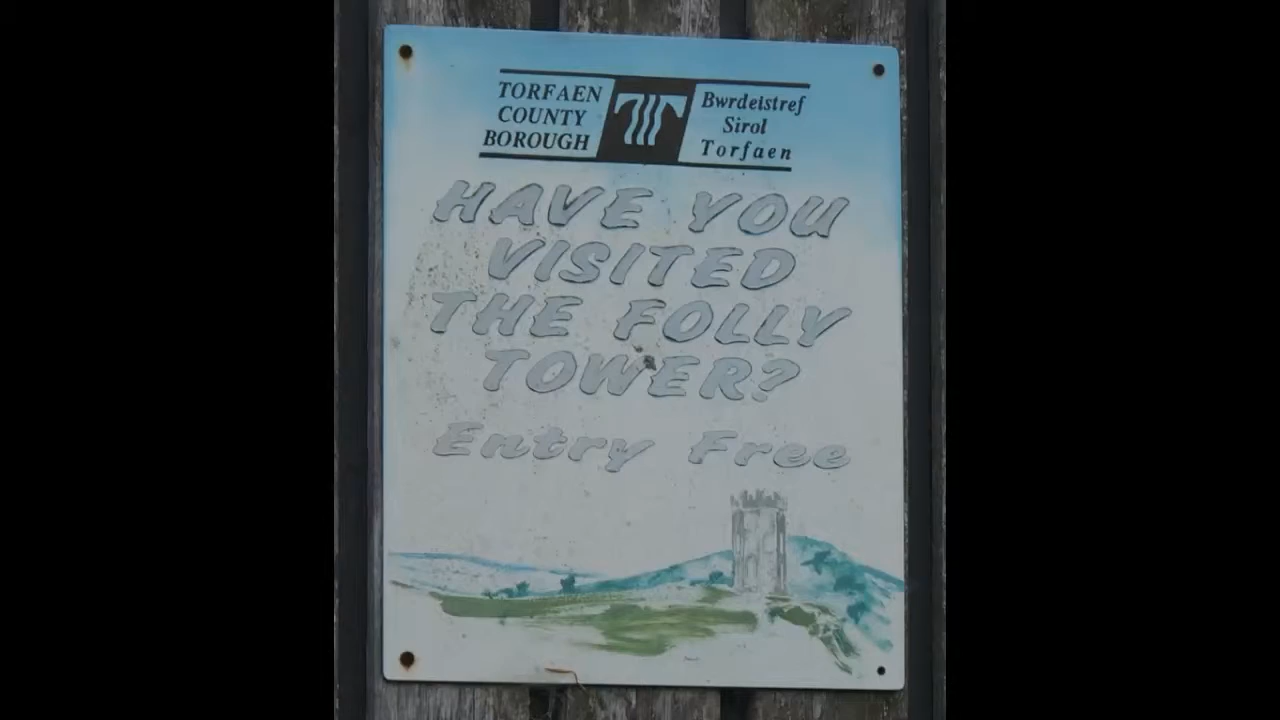 TORFAEN
COUNTY
BOROUGH
Bwrdeistref
Sirol
Torfaen
HAVE YOU
VISITED
THE FOLLY
TOWER?
Entry Free